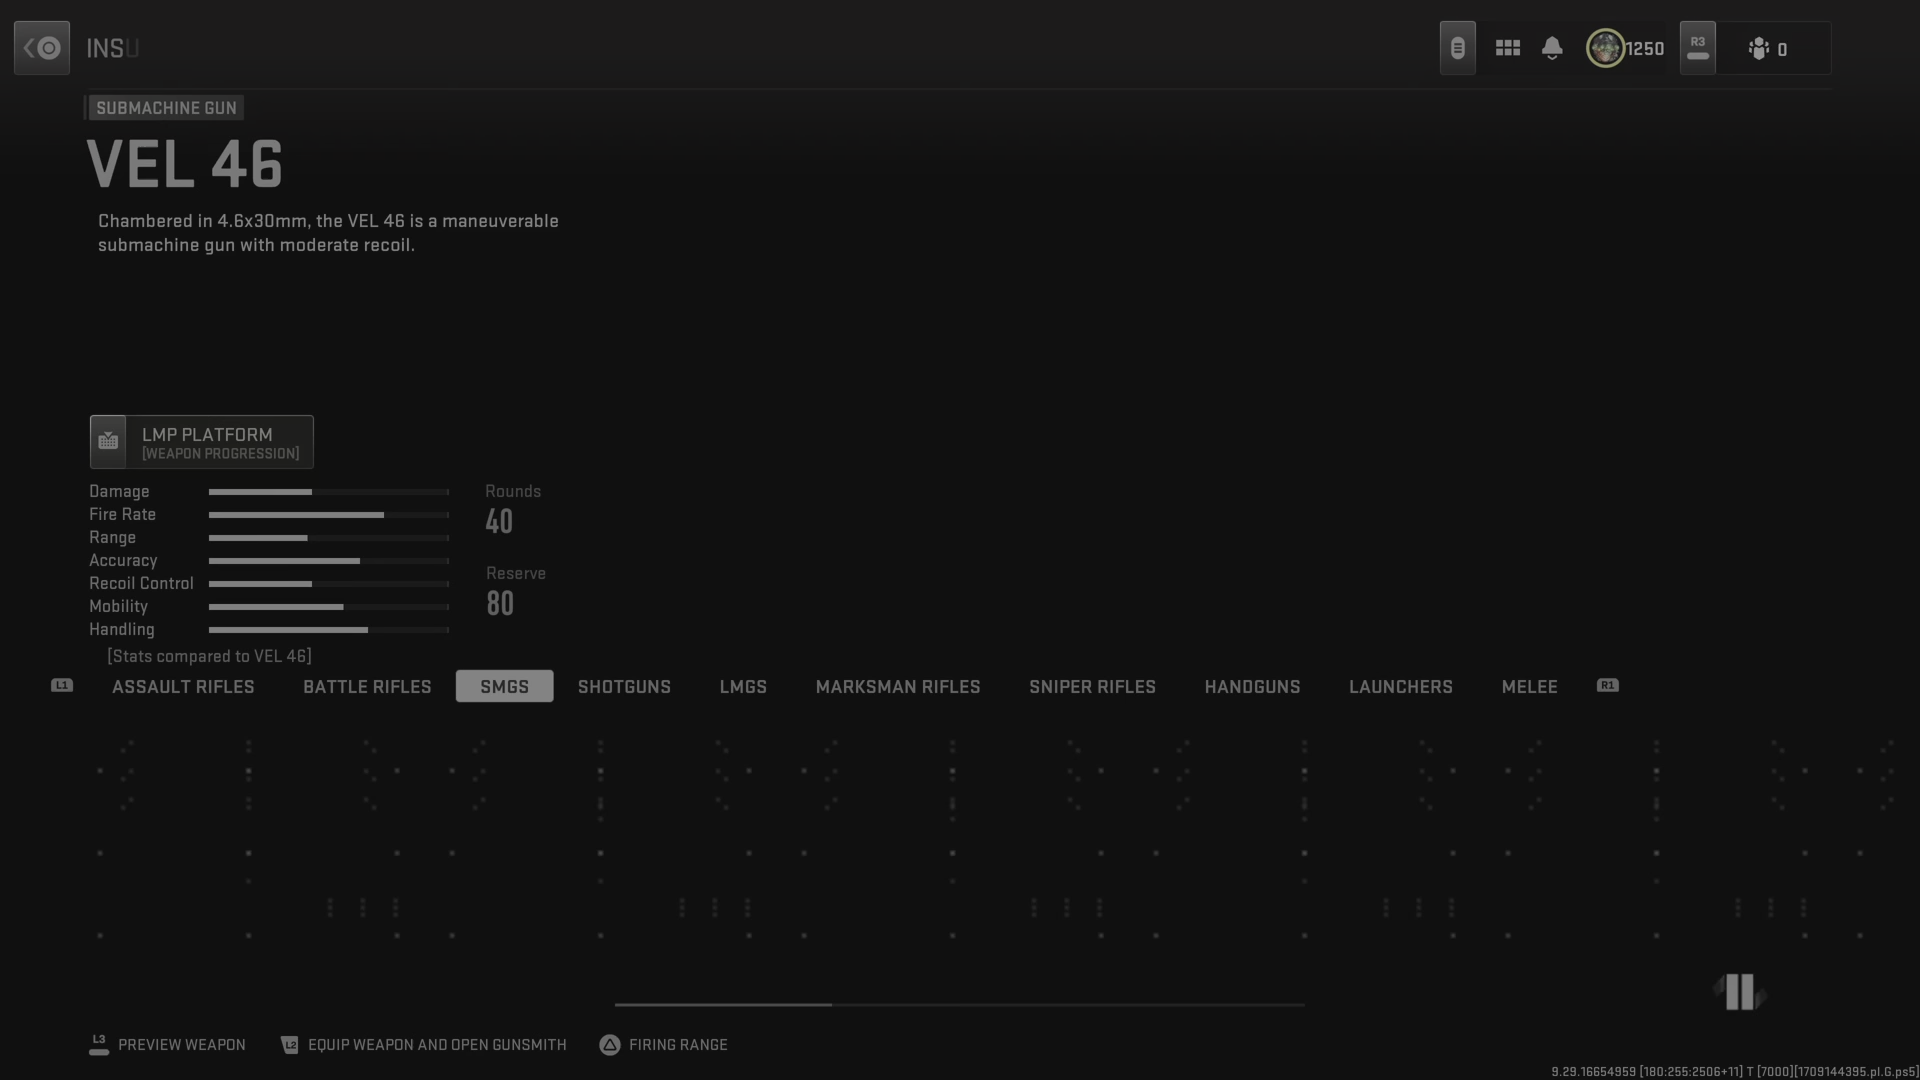 INSU
1250
R3
0
SUBMACHINE GUN
VEL 46
Chambered in 4.6x30mm, the VEL 46 is a maneuverable
submachine gun with moderate recoil.
LMP PLATFORM
[WEAPON PROGRESSION]
Damage
Fire Rate
Range
Accuracy
Recoil Control
Mobility
Handling
Rounds
40
Reserve
80
[Stats compared to VEL 46]
L1
ASSAULT RIFLES
BATTLE RIFLES
SMGS
SHOTGUNS
LMGS
MARKSMAN RIFLES
SNIPER RIFLES
HANDGUNS
LAUNCHERS
MELEE
R1
L3 PREVIEW WEAPON
L2 EQUIP WEAPON AND OPEN GUNSMITH
FIRING RANGE
9.29.16654959 [180:255:2506+11] T [7000][1709144395.pl.G.ps5]